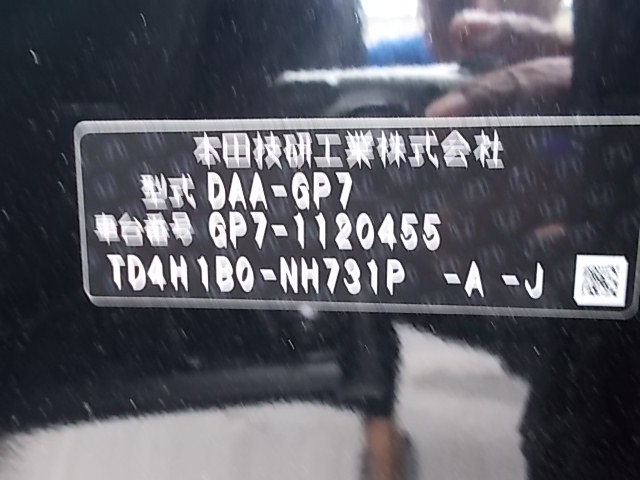 本田技研工業株式会社
型式 DAA-GP7
車台番号 GP7-1120455
TD4H1B0-NH731P -A -J